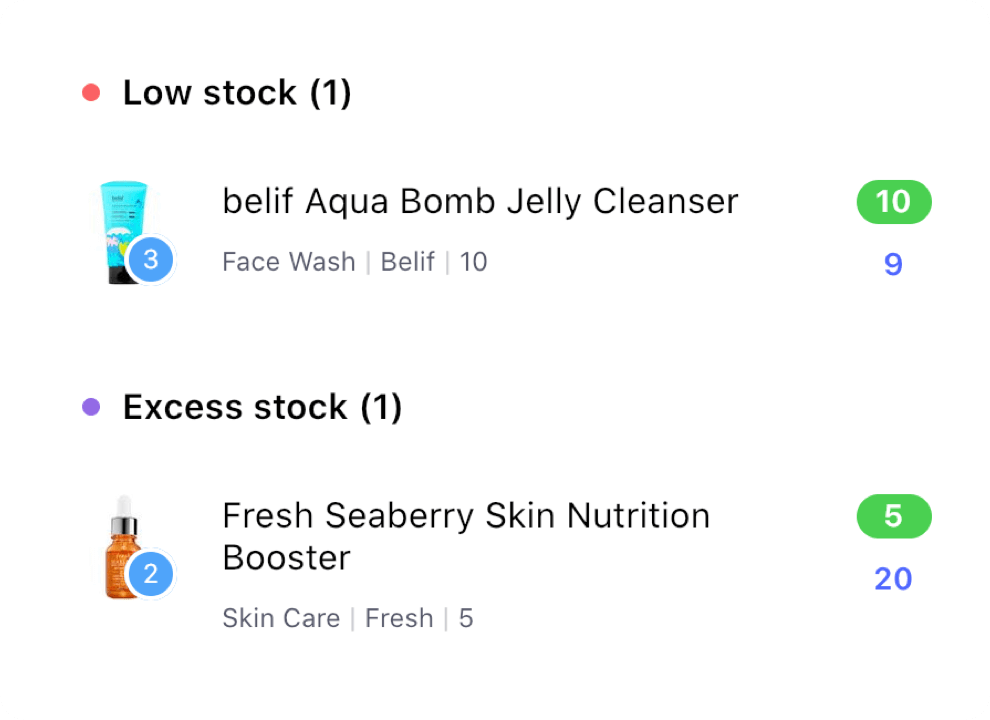 Low stock (1)
belif Aqua Bomb Jelly Cleanser
10
3
Face Wash | Belif | 10
9
Excess stock (1)
Fresh Seaberry Skin Nutrition
Booster
5
2
20
Skin Care | Fresh | 5